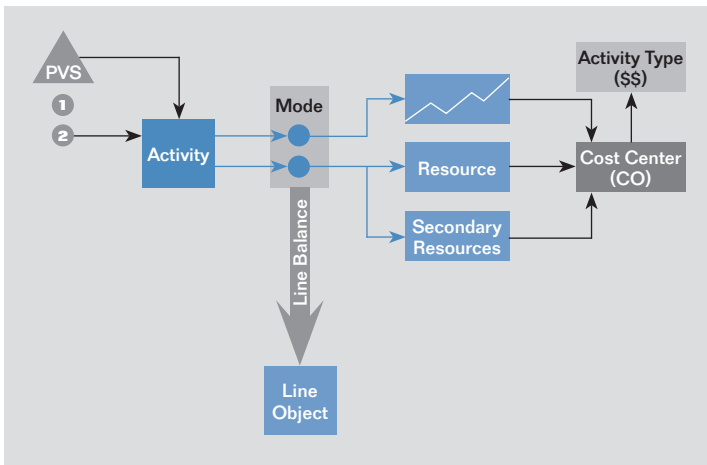 PVS
1
2
Activity
Mode
Line Balance
Line
Object
Resource
Secondary
Resources
Activity Type
($$)
Cost Center
(CO)